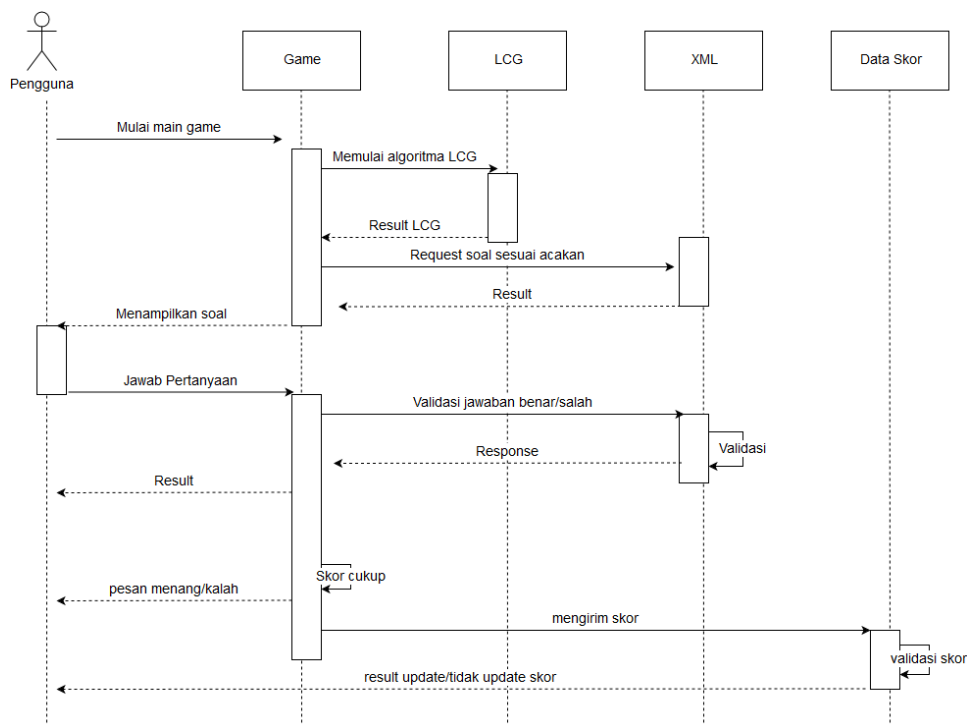 Pengguna
Game
LCG
XML
Data Skor
Mulai main game
Memulai algoritma LCG
Result LCG
Request soal sesuai acakan
Result
Menampilkan soal
Jawab Pertanyaan
Validasi jawaban benar/salah
Validasi
Response
Result
Skor cukup
pesan menang/kalah
mengirim skor
validasi skor
result update/tidak update skor